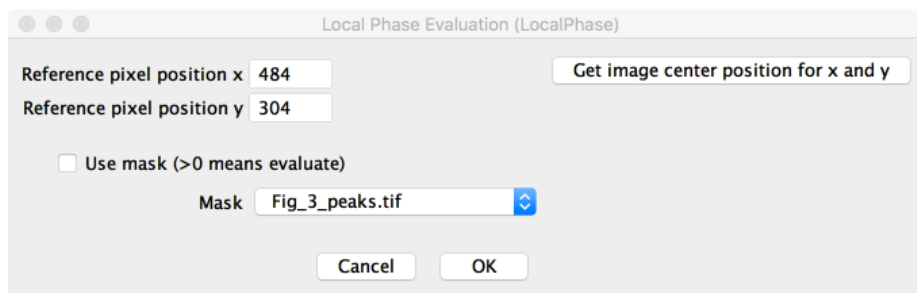 Local Phase Evaluation (LocalPhase)
Reference pixel position x 484
Get image center position for x and y
Reference pixel position y 304
Use mask (>0 means evaluate)
Mask Fig_3_peaks.tif
Cancel OK